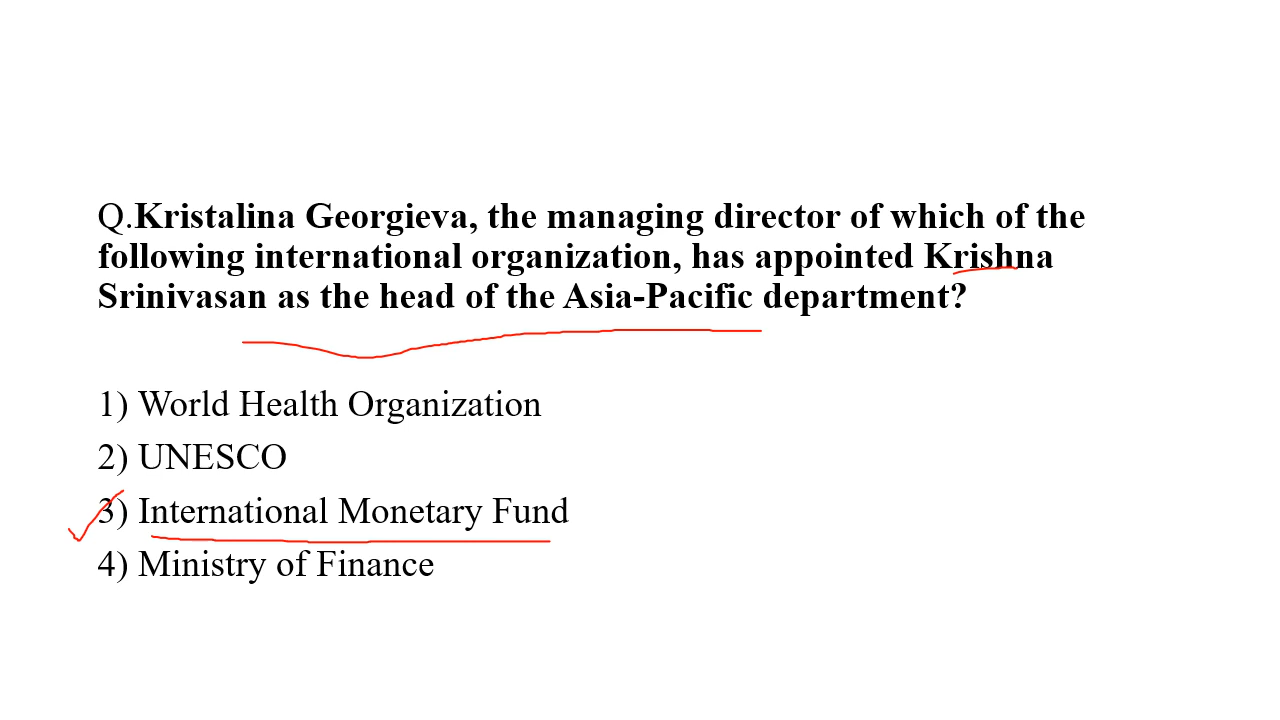 Q.Kristalina Georgieva, the managing director of which of the
following international organization, has appointed Krishna
Srinivasan as the head of the Asia-Pacific department?
1) World Health Organization
2) UNESCO
3) International Monetary Fund
4) Ministry of Finance